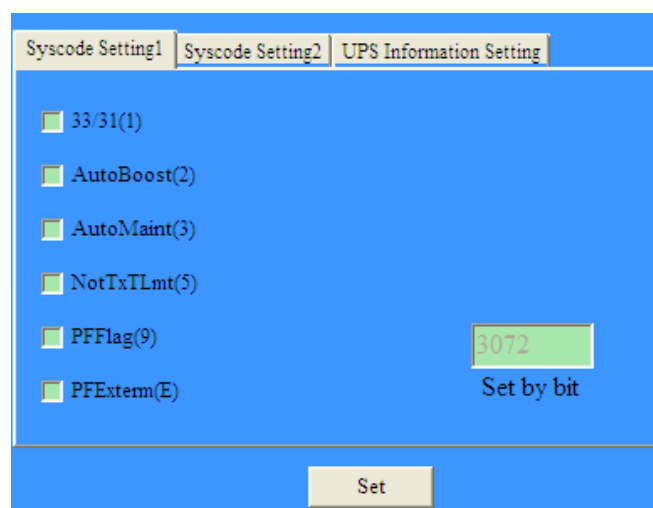 Syscode Setting1 Syscode Setting2 UPS Information Setting
33/31(1)
AutoBoost(2)
AutoMaint(3)
NotTxTLmt(5)
PFFlag(9)
3072
PFExterm(E)
Set by bit
Set